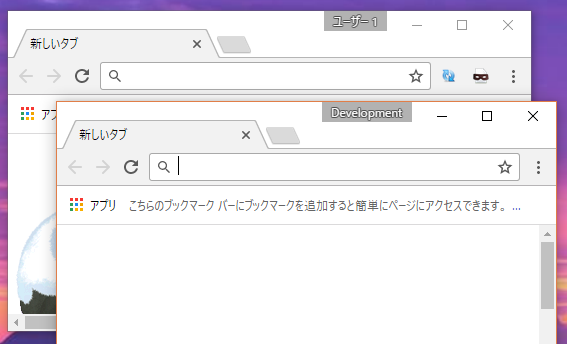 ユーザー 1
新しいタブ
アプ
Development
新しいタブ
アプリ こちらのブックマーク バーにブックマークを追加すると簡単にページにアクセスできます。 ...